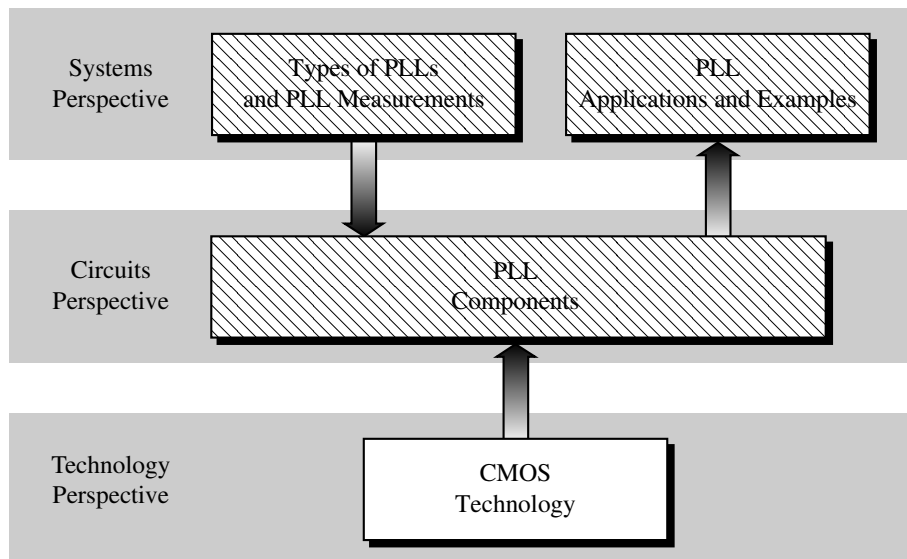 Systems
Perspective
Types of PLLs
and PLL Measurements
PLL
Applications and Examples
Circuits
Perspective
PLL
Components
Technology
Perspective
CMOS
Technology